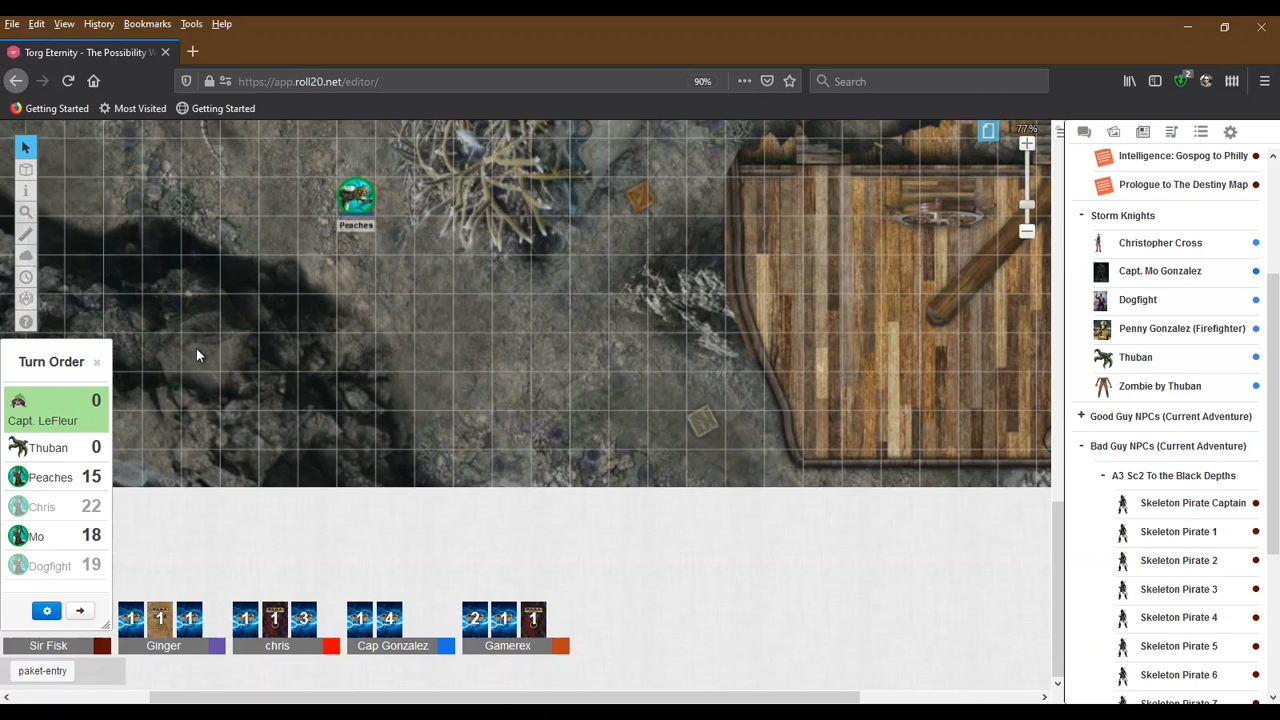 File Edit View History Bookmarks Tools Help
Torg Eternity - The Possibility W
https://app.roll20.net/editor/
90%
Search
2
Getting Started Most Visited Getting Started
77%
Peaches
Turn Order
0
Capt. LeFleur
Thuban 0
Peaches 15
Chris 22
Mo 18
Dogfight 19
1 1 1
1 1 3
1 4
2 1 1
Sir Fisk
Ginger
chris
Cap Gonzalez
Gamerex
paket-entry
Intelligence: Gospog to Philly
Prologue to The Destiny Map
Storm Knights
Christopher Cross
Capt. Mo Gonzalez
Dogfight
Penny Gonzalez (Firefighter)
Thuban
Zombie by Thuban
Good Guy NPCs (Current Adventure)
Bad Guy NPCs (Current Adventure)
A3 Sc2 To the Black Depths
Skeleton Pirate Captain
Skeleton Pirate 1
Skeleton Pirate 2
Skeleton Pirate 3
Skeleton Pirate 4
Skeleton Pirate 5
Skeleton Pirate 6
Skeleton Pirate 7